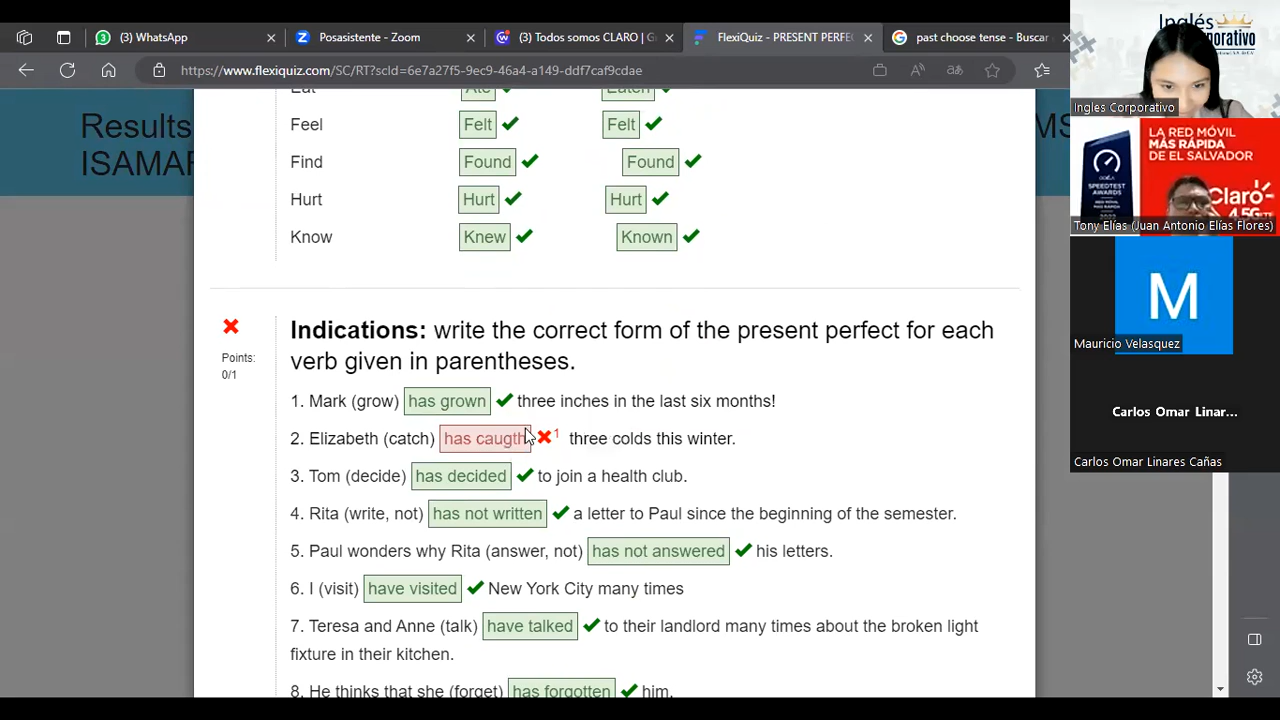 (3) WhatsApp
Posasistente - Zoom
(3) Todos somos CLARO | G
FlexiQuiz - PRESENT PERFEC
past choose tense - Buscar
https://www.flexiquiz.com/SC/RT?scId=6e7a27f5-9ec9-46a4-a149-ddf7caf9cdae
Results
ISAMAR
Eat Ate Eaten
Feel Felt Felt
Find Found Found
Hurt Hurt Hurt
Know Knew Known
Points:
0/1
Indications: write the correct form of the present perfect for each
verb given in parentheses.
1. Mark (grow) has grown three inches in the last six months!
2. Elizabeth (catch) has caugth 1 three colds this winter.
3. Tom (decide) has decided to join a health club.
4. Rita (write, not) has not written a letter to Paul since the beginning of the semester.
5. Paul wonders why Rita (answer, not) has not answered his letters.
6. I (visit) have visited New York City many times
7. Teresa and Anne (talk) have talked to their landlord many times about the broken light
fixture in their kitchen.
8. He thinks that she (forget) has forgotten him.
Inglés
Corporativo
Ingles Corporativo
LA RED MÓVIL
MÁS RÁPIDA
DE EL SALVADOR
SPEEDTEST
AWARDS
Claro
4.5G
Tony Elías (Juan Antonio Elías Flores)
M
Mauricio Velasquez
Carlos Omar Linar...
Carlos Omar Linares Cañas